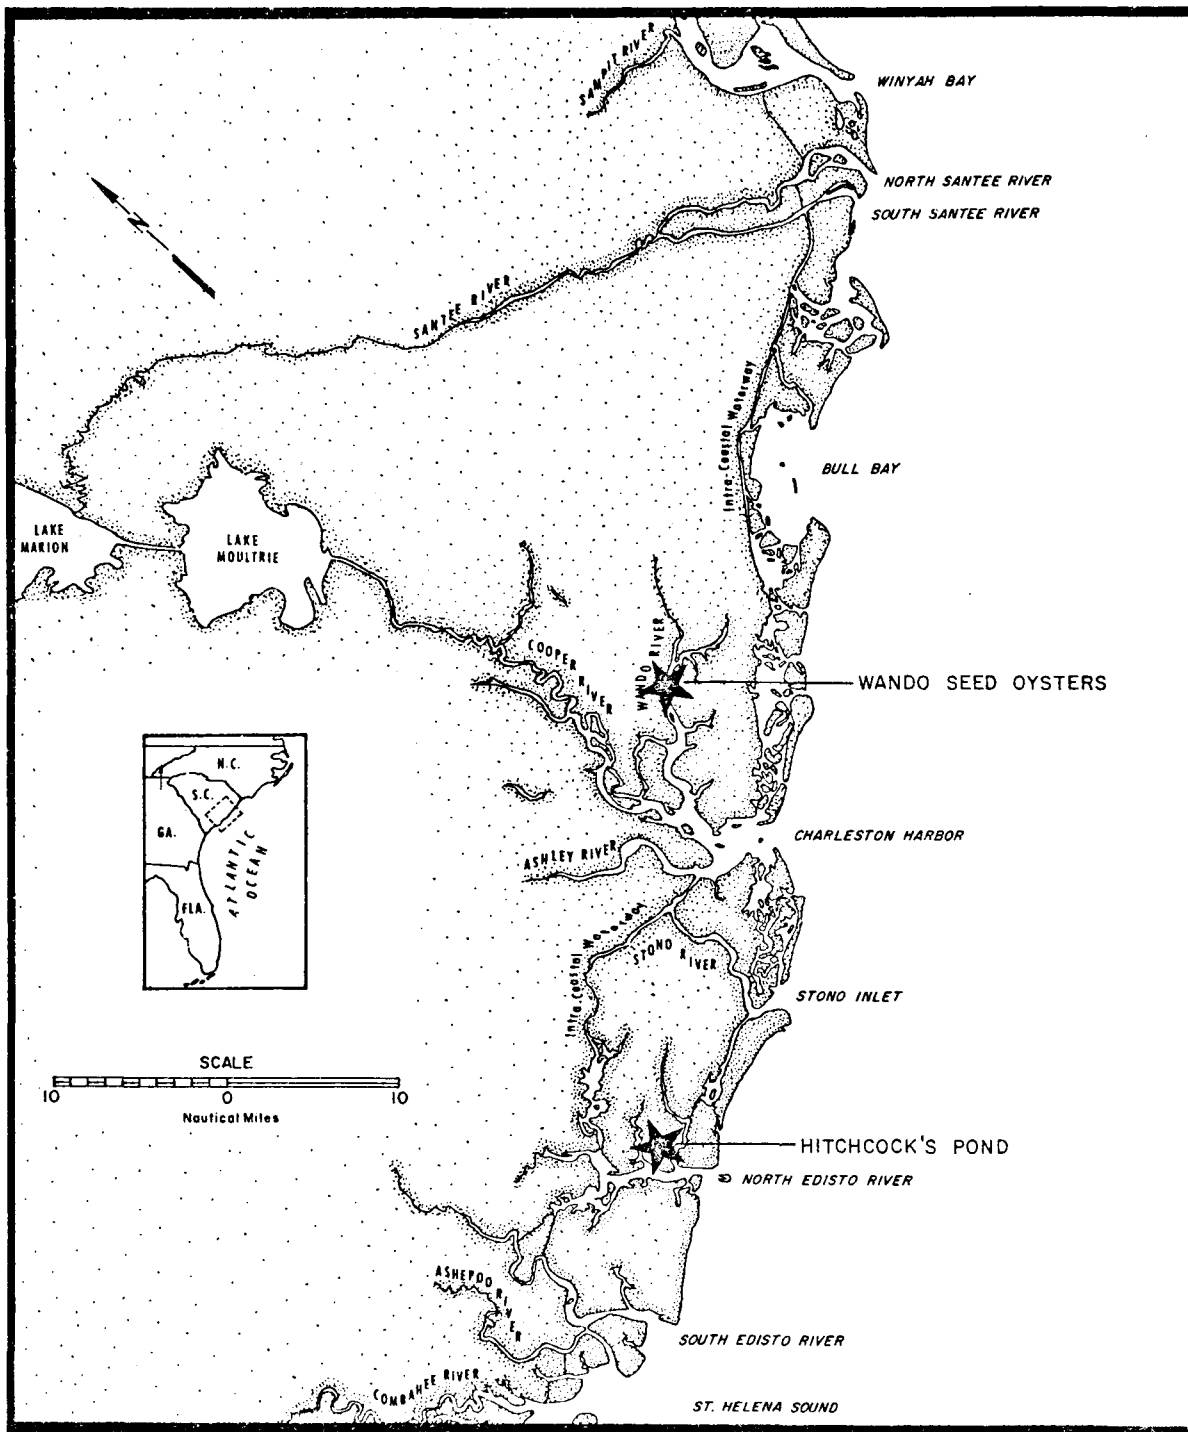 SAMPIT RIVER
WINYAH BAY
NORTH SANTEE RIVER
SOUTH SANTEE RIVER
N
SANTEE RIVER
Intra-Coastal Waterway
BULL BAY
LAKE
MARION
LAKE
MOULTRIE
COOPER
RIVER
WANDO RIVER
WANDO SEED OYSTERS
N.C.
S.C.
GA.
FLA.
ATLANTIC
OCEAN
CHARLESTON HARBOR
ASHLEY RIVER
Intra-Coastal Waterway
STONO RIVER
STONO INLET
SCALE
10 0 10
Nautical Miles
HITCHCOCK'S POND
NORTH EDISTO RIVER
ASHEPOO RIVER
SOUTH EDISTO RIVER
COMBAHEE RIVER
ST. HELENA SOUND